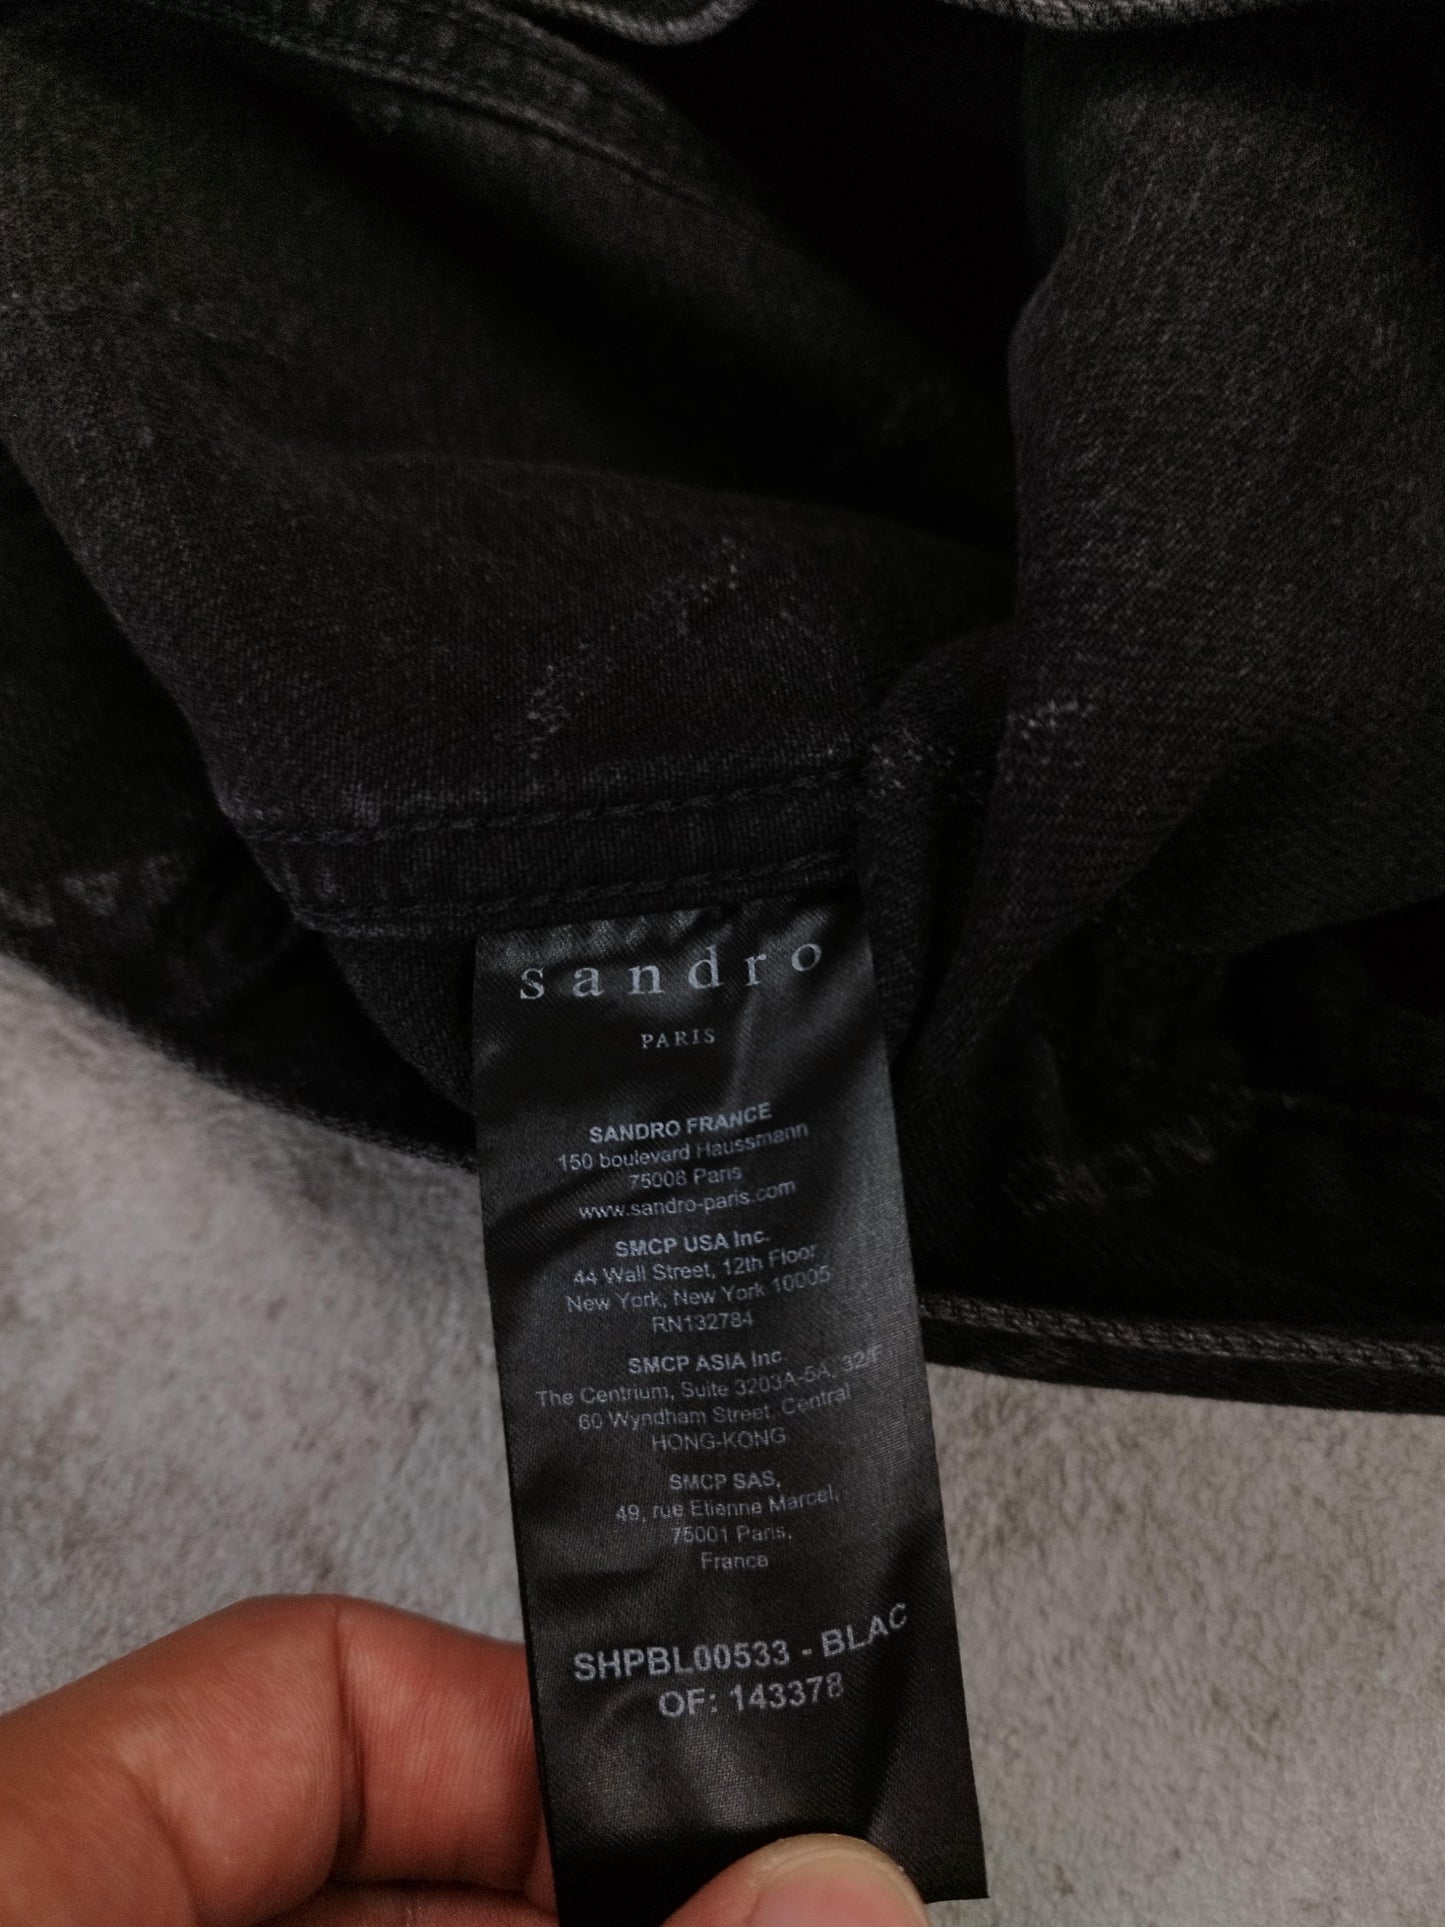 sandro
PARIS
SANDRO FRANCE
150 boulevard Haussmann
75008 Paris
www.sandro-paris.com
SMCP USA Inc.
44 Wall Street, 12th Floor
New York, New York 10005
RN132784
SMCP ASIA Inc
The Centrium, Suite 3203A-5A, 32/F
60 Wyndham Street, Central
HONG-KONG
SMCP SAS,
49, rue Etienne Marcel,
75001 Paris,
France
SHPBL00533 - BLAC
OF: 143378